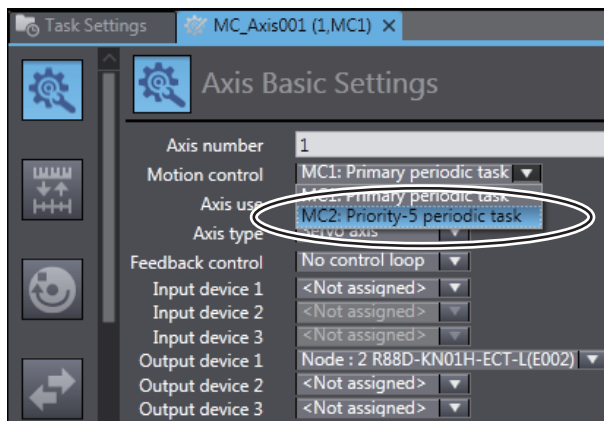 Task Settings MC_Axis001 (1,MC1)
Axis Basic Settings
Axis number 1
Motion control MC1: Primary periodic task
MC1: Primary periodic task
Axis use MC2: Priority-5 periodic task
Axis type Servo axis
Feedback control No control loop
Input device 1 <Not assigned>
Input device 2 <Not assigned>
Input device 3 <Not assigned>
Output device 1 Node : 2 R88D-KN01H-ECT-L(E002)
Output device 2 <Not assigned>
Output device 3 <Not assigned>